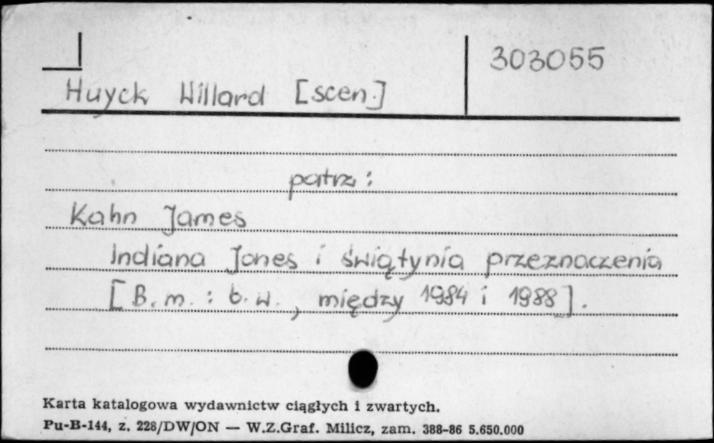 303055
Huyck Willard [scen.]
patrz:
Kahn James
Indiana Jones i świątynia przeznaczenia
[B. m. : b. w., między 1984 i 1988].
Karta katalogowa wydawnictw ciągłych i zwartych.
Pu-B-144, z. 228/DW/ON — W.Z.Graf. Milicz, zam. 388-86 5.650.000